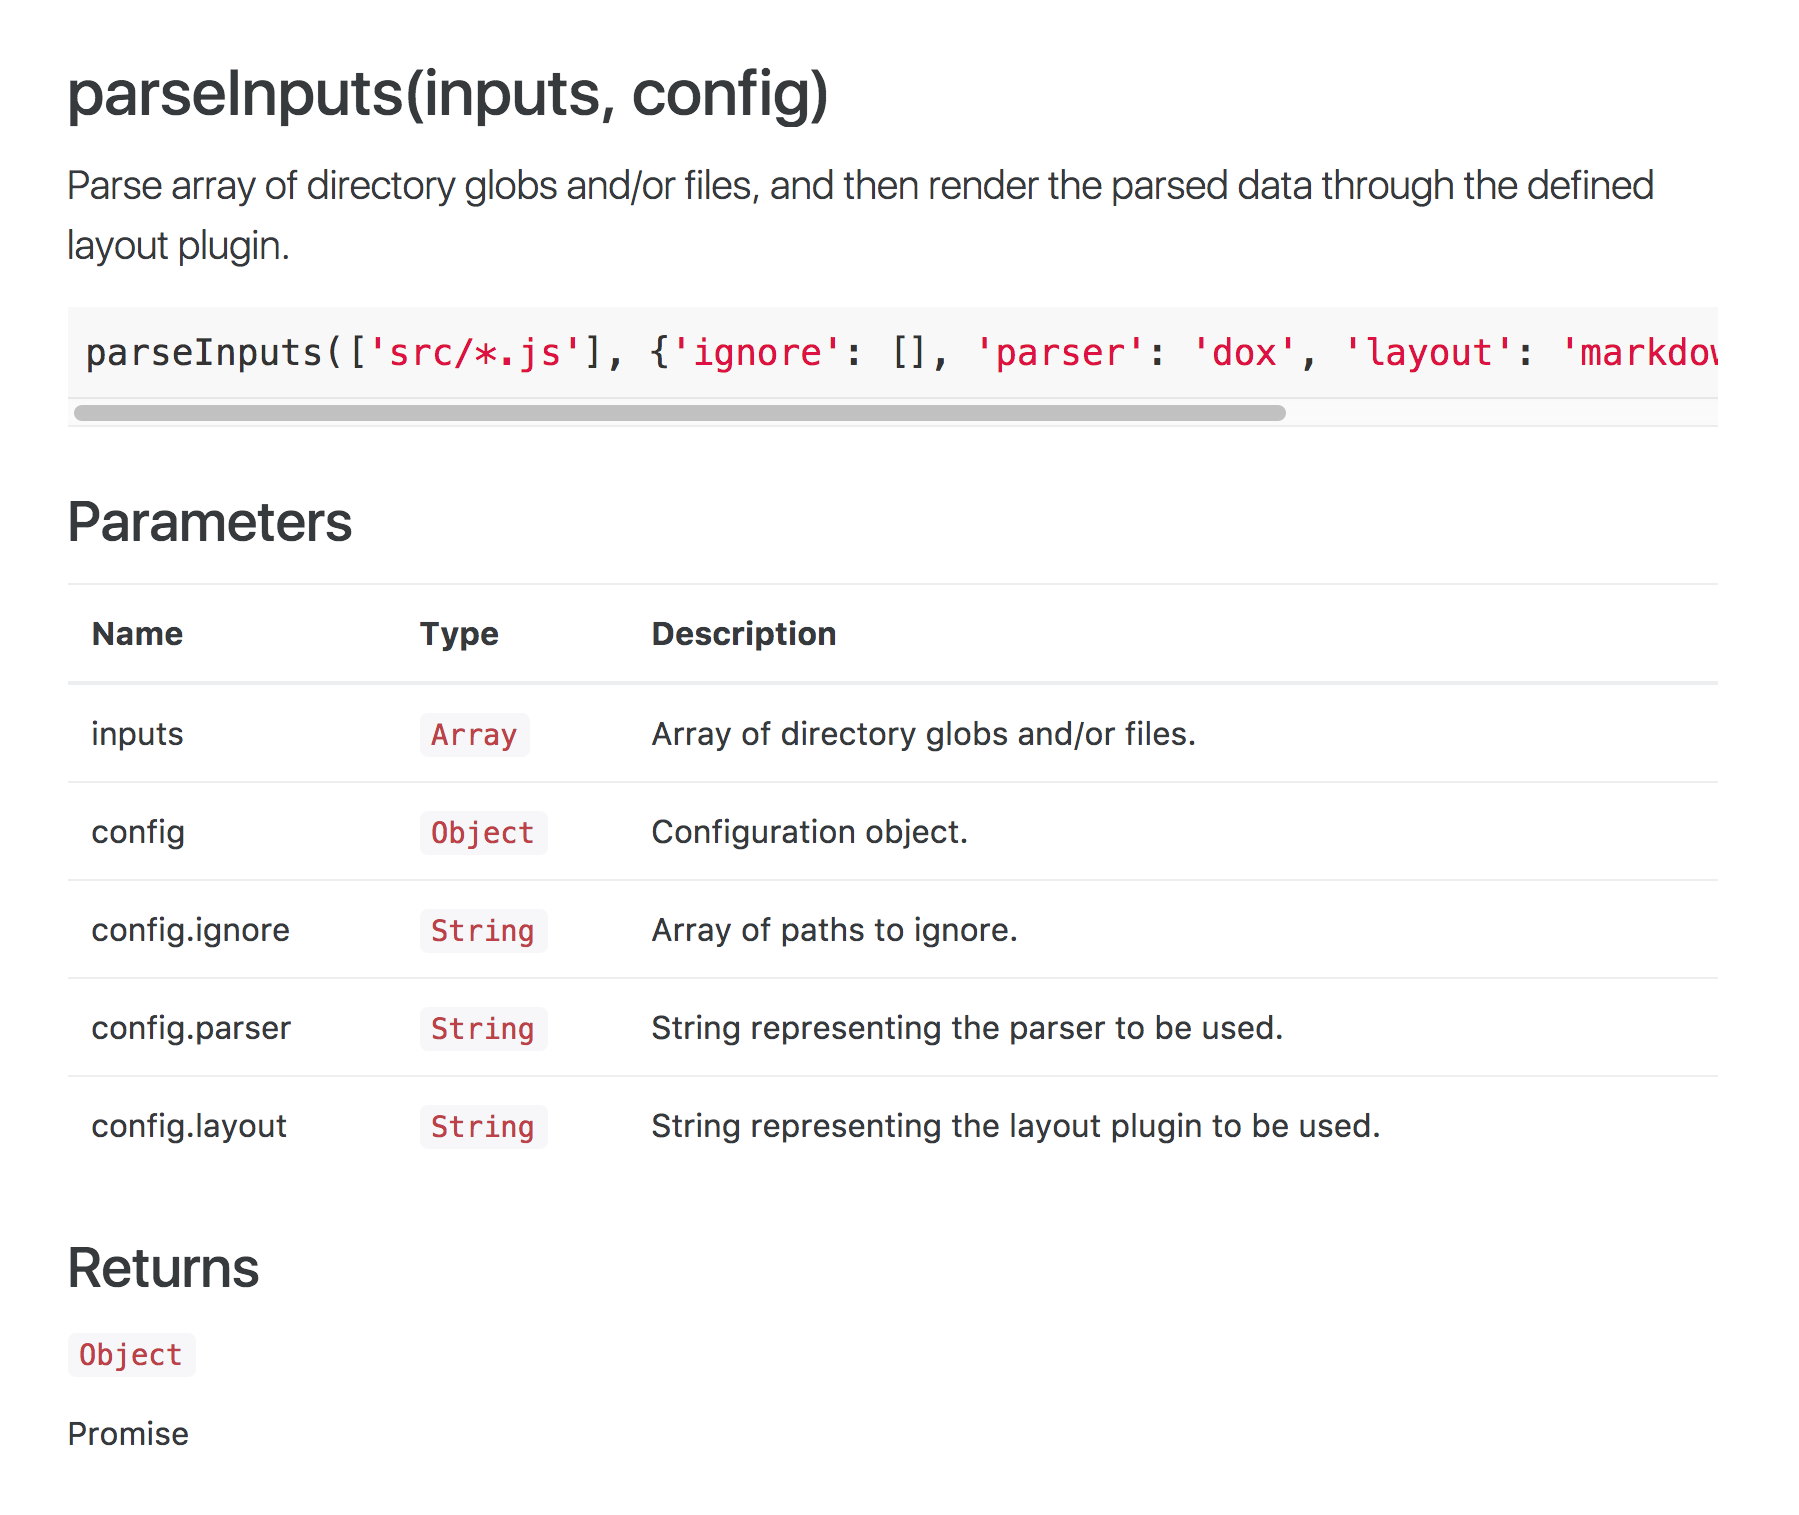 parseInputs(inputs, config)
Parse array of directory globs and/or files, and then render the parsed data through the defined
layout plugin.
parseInputs(['src/*.js'], {'ignore': [], 'parser': 'dox', 'layout': 'markdow
Parameters
Name Type Description
inputs Array Array of directory globs and/or files.
config Object Configuration object.
config.ignore String Array of paths to ignore.
config.parser String String representing the parser to be used.
config.layout String String representing the layout plugin to be used.
Returns
Object
Promise